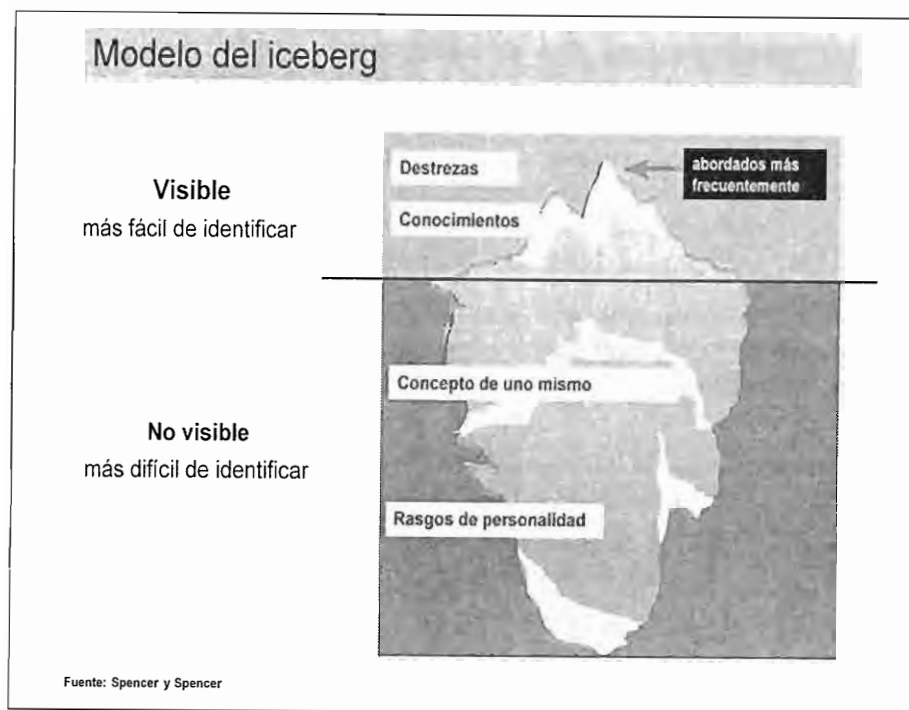 Modelo del iceberg
Visible
más fácil de identificar
Destrezas
Conocimientos
abordados más
frecuentemente
Concepto de uno mismo
No visible
más difícil de identificar
Rasgos de personalidad
Fuente: Spencer y Spencer